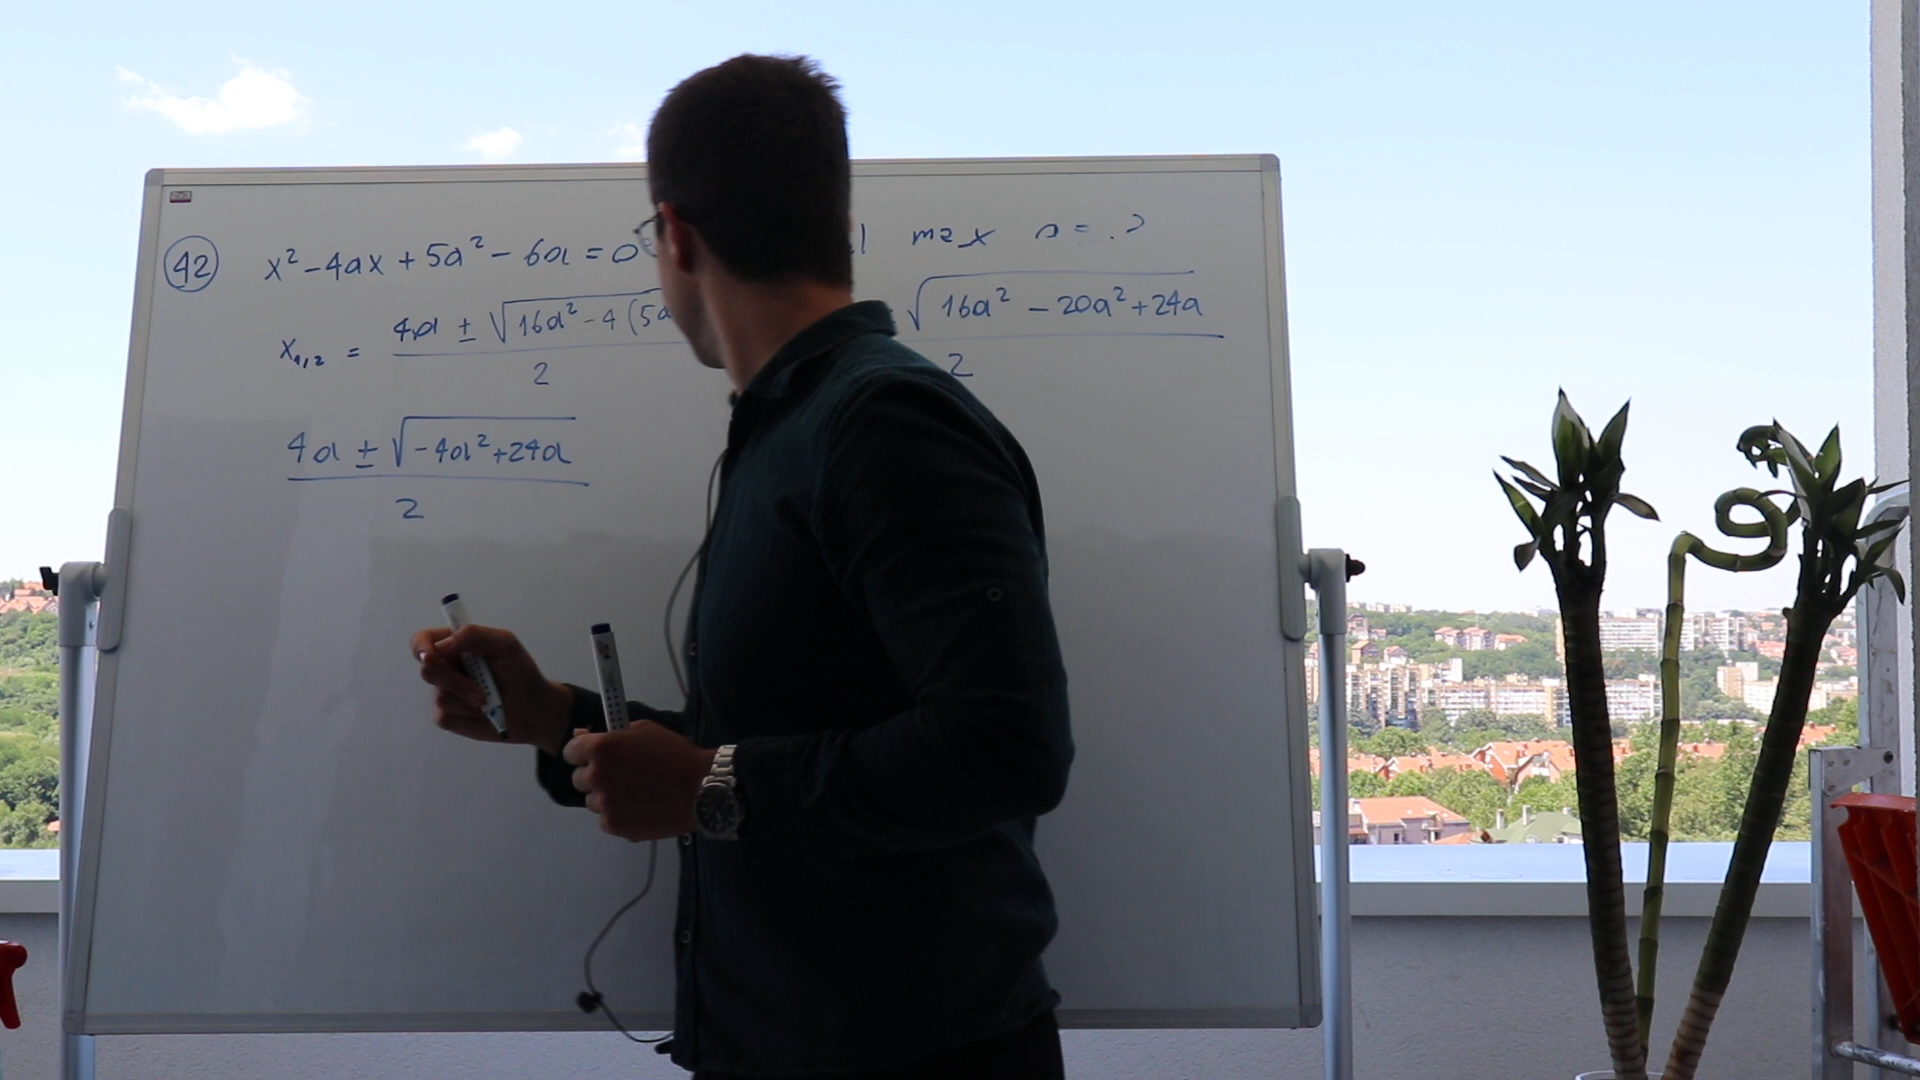 42 x² - 4ax + 5a² - 6a = 0 max a = ?
x₁,₂ = (4a ± √(16a² - 4(5a √(16a² - 20a² + 24a)
2 2
4a ± √(-4a² + 24a)
2